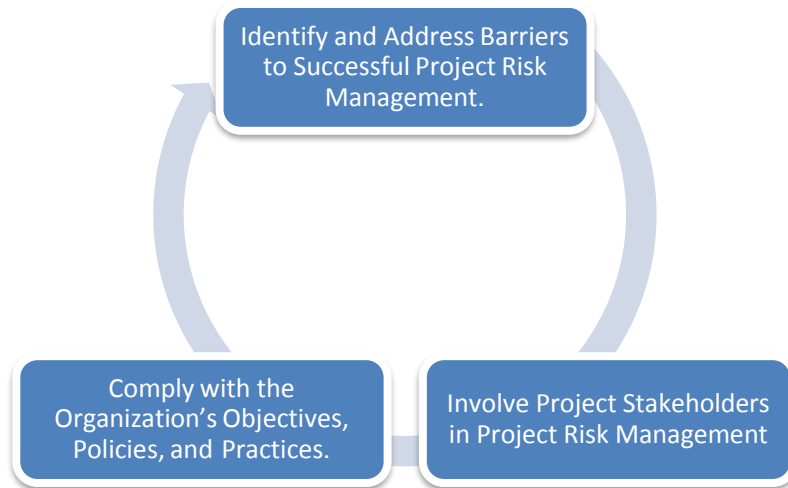 Identify and Address Barriers
to Successful Project Risk
Management.
Comply with the
Organization’s Objectives,
Policies, and Practices.
Involve Project Stakeholders
in Project Risk Management